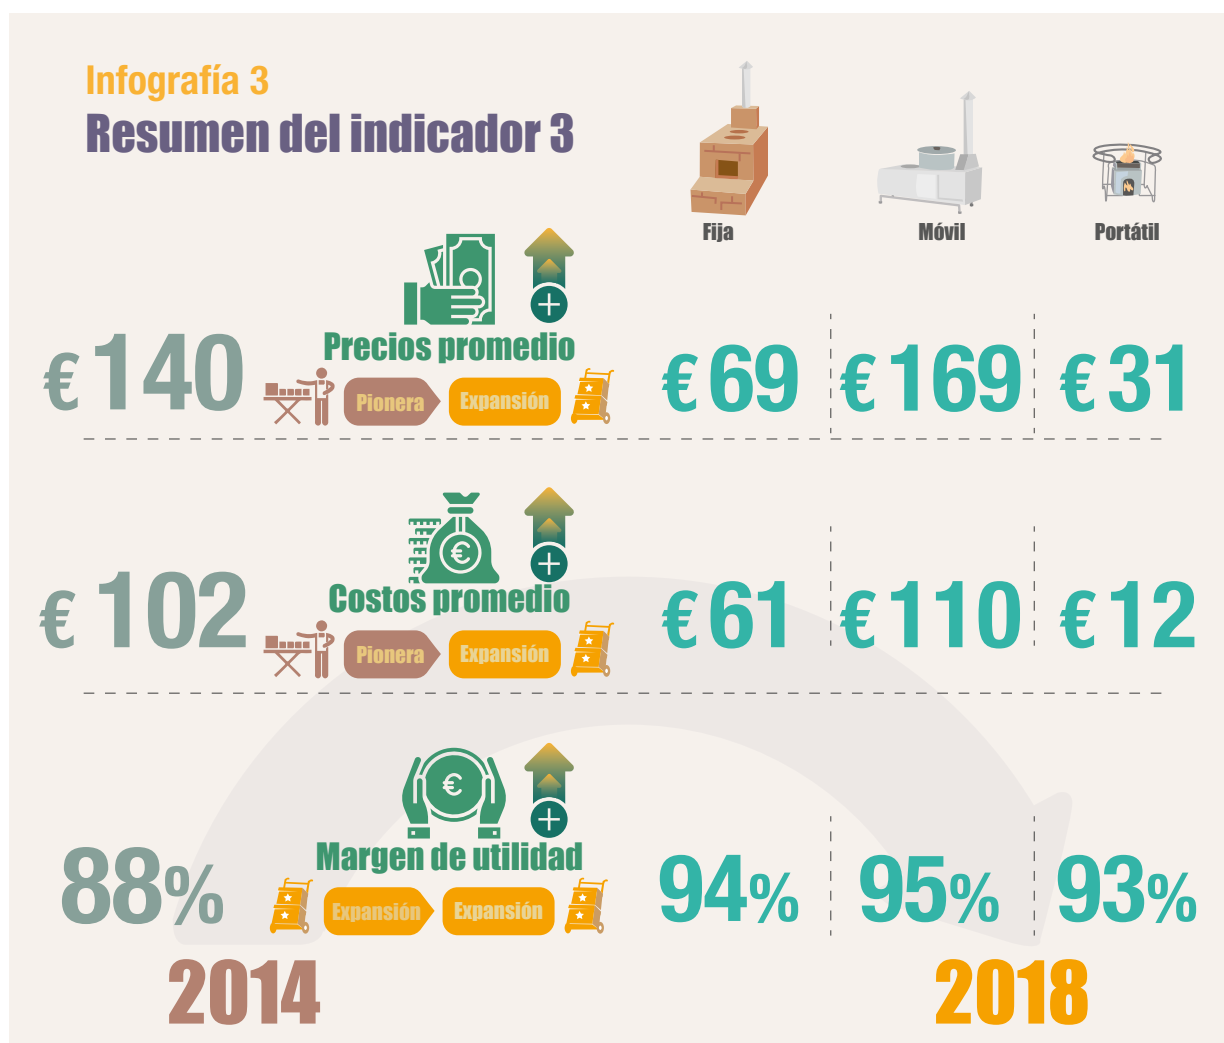 Infografía 3
Resumen del indicador 3
Fija
Móvil
Portátil
€ 140
Precios promedio
Pionera
Expansión
€ 69
€ 169
€ 31
€ 102
€
Costos promedio
Pionera
Expansión
€ 61
€ 110
€ 12
88%
€
Margen de utilidad
Expansión
Expansión
94%
95%
93%
2014
2018